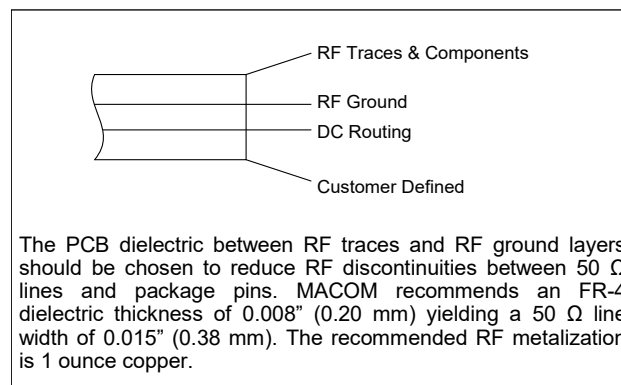 RF Traces & Components
RF Ground
DC Routing
Customer Defined
The PCB dielectric between RF traces and RF ground layers
should be chosen to reduce RF discontinuities between 50 Ω
lines and package pins. MACOM recommends an FR-4
dielectric thickness of 0.008” (0.20 mm) yielding a 50 Ω line
width of 0.015” (0.38 mm). The recommended RF metalization
is 1 ounce copper.